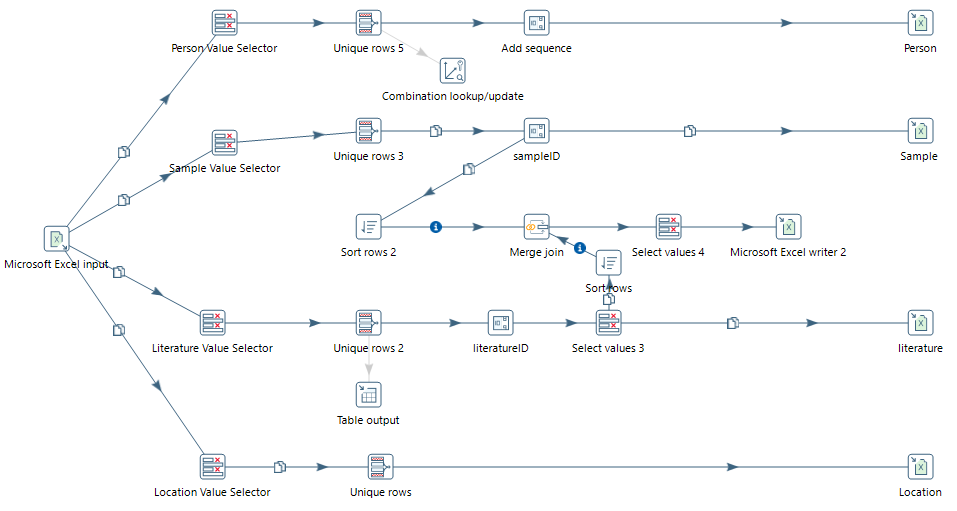 Person Value Selector
Unique rows 5
Add sequence
Person
Combination lookup/update
Sample Value Selector
Unique rows 3
sampleID
Sample
Microsoft Excel input
Sort rows 2
Merge join
Select values 4
Microsoft Excel writer 2
Sort rows
Literature Value Selector
Unique rows 2
literatureID
Select values 3
literature
Table output
Location Value Selector
Unique rows
Location